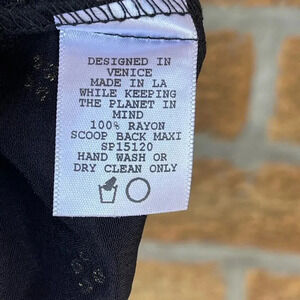 DESIGNED IN
VENICE
MADE IN LA
WHILE KEEPING
THE PLANET IN
MIND
100% RAYON
SCOOP BACK MAXI
SP15120
HAND WASH OR
DRY CLEAN ONLY